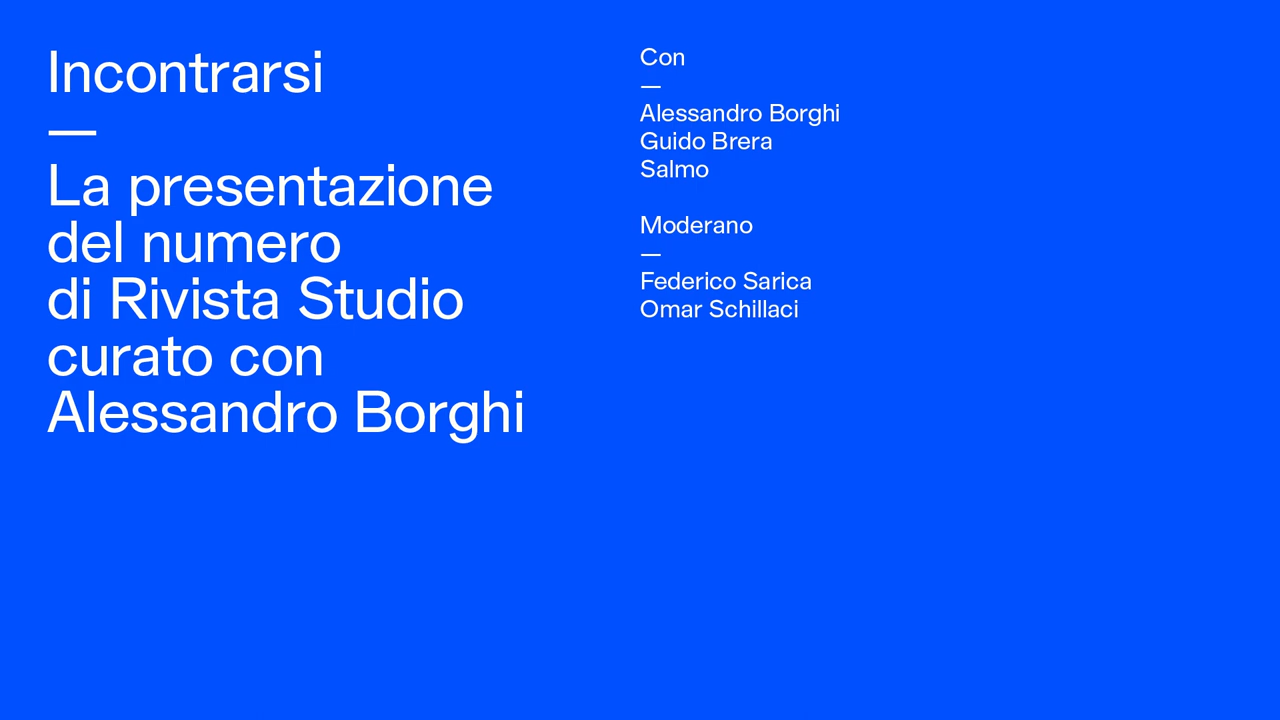 Incontrarsi
—
La presentazione
del numero
di Rivista Studio
curato con
Alessandro Borghi
Con
—
Alessandro Borghi
Guido Brera
Salmo
Moderano
—
Federico Sarica
Omar Schillaci